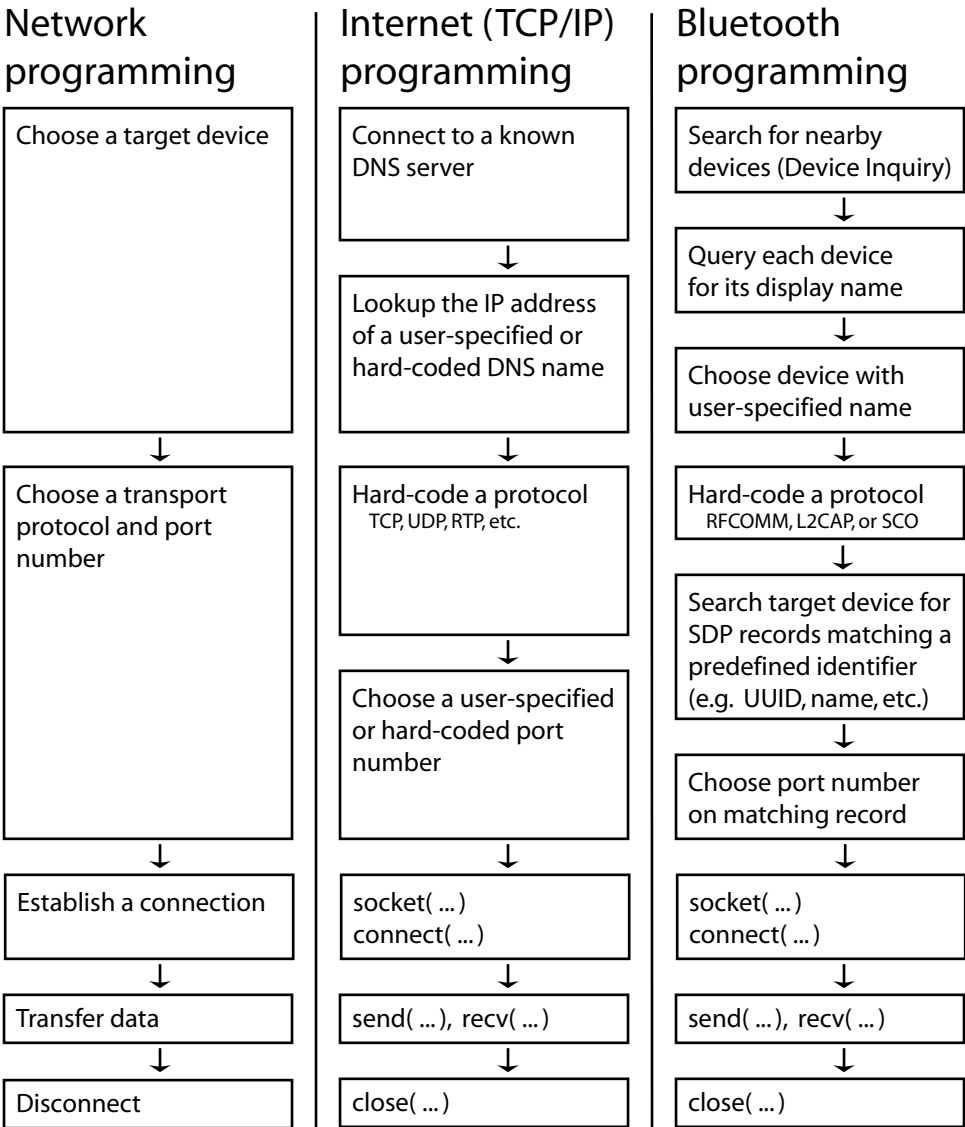 Network
programming
Choose a target device
Choose a transport
protocol and port
number
Establish a connection
Transfer data
Disconnect
Internet (TCP/IP)
programming
Connect to a known
DNS server
Lookup the IP address
of a user-specified or
hard-coded DNS name
Hard-code a protocol
TCP, UDP, RTP, etc.
Choose a user-specified
or hard-coded port
number
socket( ... )
connect( ... )
send( ... ), recv( ... )
close( ... )
Bluetooth
programming
Search for nearby
devices (Device Inquiry)
Query each device
for its display name
Choose device with
user-specified name
Hard-code a protocol
RFCOMM, L2CAP, or SCO
Search target device for
SDP records matching a
predefined identifier
(e.g. UUID, name, etc.)
Choose port number
on matching record
socket( ... )
connect( ... )
send( ... ), recv( ... )
close( ... )